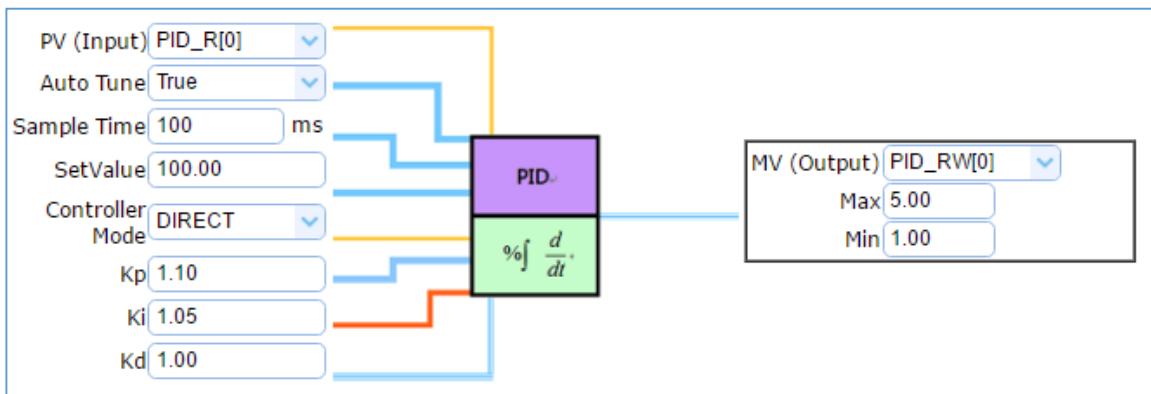 PV (Input) PID_R[0]
Auto Tune True
Sample Time 100 ms
SetValue 100.00
Controller
Mode DIRECT
Kp 1.10
Ki 1.05
Kd 1.00
PID
%∫ d/dt
MV (Output) PID_RW[0]
Max 5.00
Min 1.00